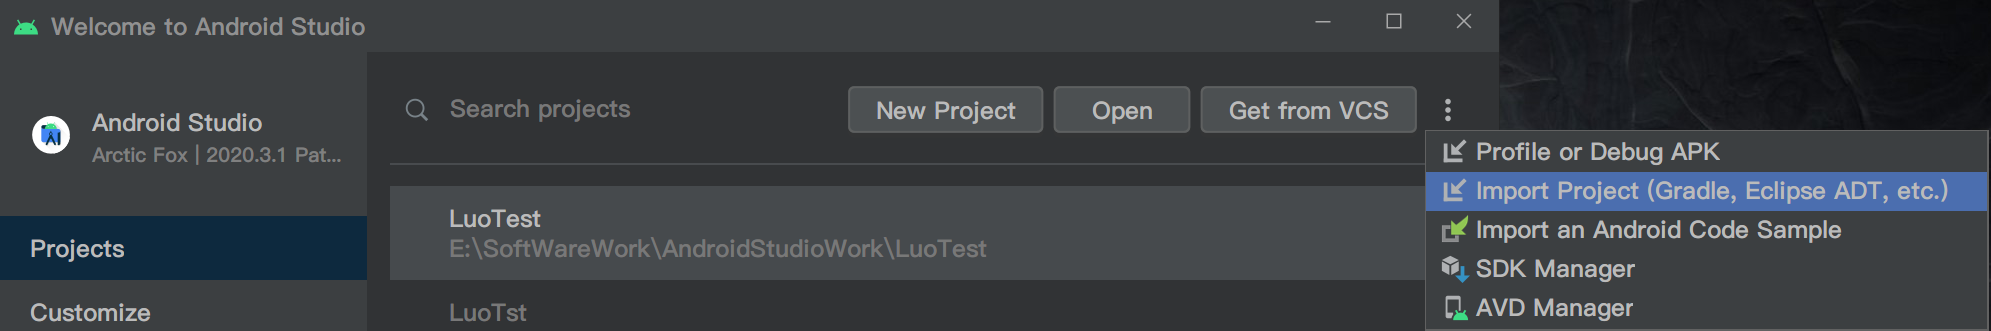 Welcome to Android Studio
Android Studio
Arctic Fox | 2020.3.1 Pat...
Projects
Customize
Search projects
New Project
Open
Get from VCS
LuoTest
E:\SoftWareWork\AndroidStudioWork\LuoTest
LuoTst
Profile or Debug APK
Import Project (Gradle, Eclipse ADT, etc.)
Import an Android Code Sample
SDK Manager
AVD Manager